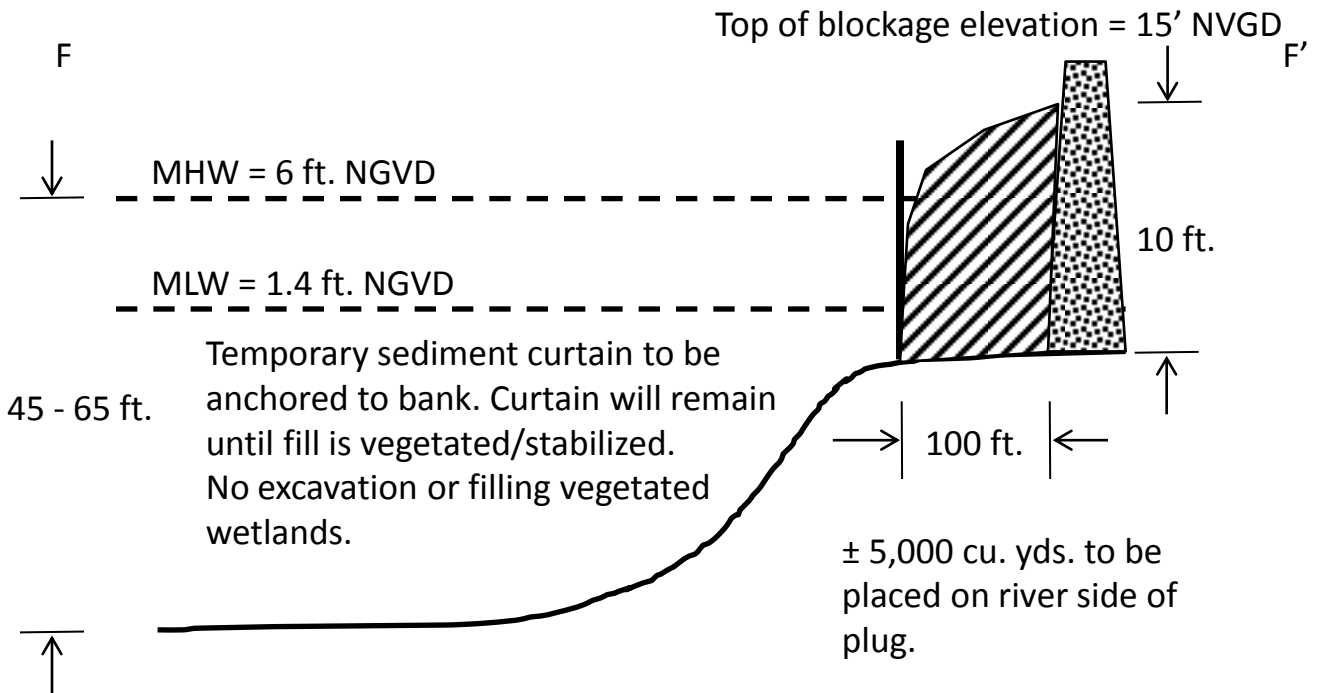 Top of blockage elevation = 15’ NVGD
F
F’
MHW = 6 ft. NGVD
10 ft.
MLW = 1.4 ft. NGVD
Temporary sediment curtain to be
anchored to bank. Curtain will remain
until fill is vegetated/stabilized.
No excavation or filling vegetated
wetlands.
45 - 65 ft.
100 ft.
± 5,000 cu. yds. to be
placed on river side of
plug.